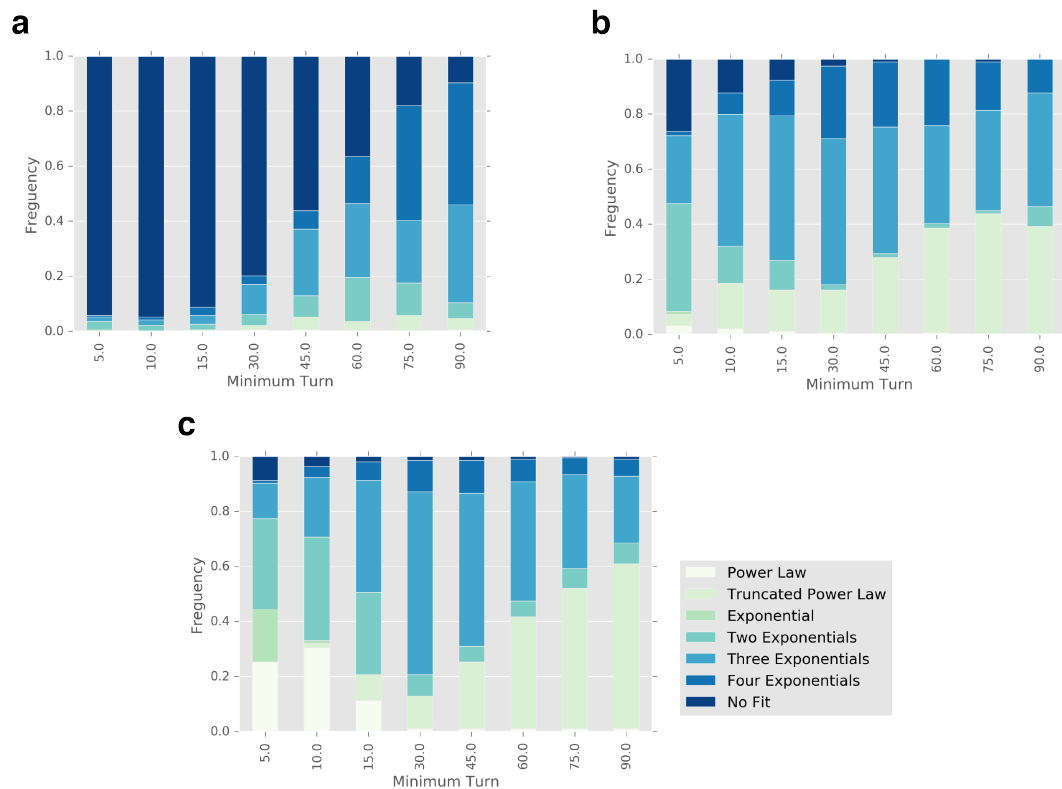 a
1.0
0.8
0.6
0.4
0.2
0.0
Freguency
5.0
10.0
15.0
30.0
45.0
60.0
75.0
90.0
Minimum Turn
b
1.0
0.8
0.6
0.4
0.2
0.0
Freguency
5.0
10.0
15.0
30.0
45.0
60.0
75.0
90.0
Minimum Turn
c
1.0
0.8
0.6
0.4
0.2
0.0
Freguency
5.0
10.0
15.0
30.0
45.0
60.0
75.0
90.0
Minimum Turn
Power Law
Truncated Power Law
Exponential
Two Exponentials
Three Exponentials
Four Exponentials
No Fit